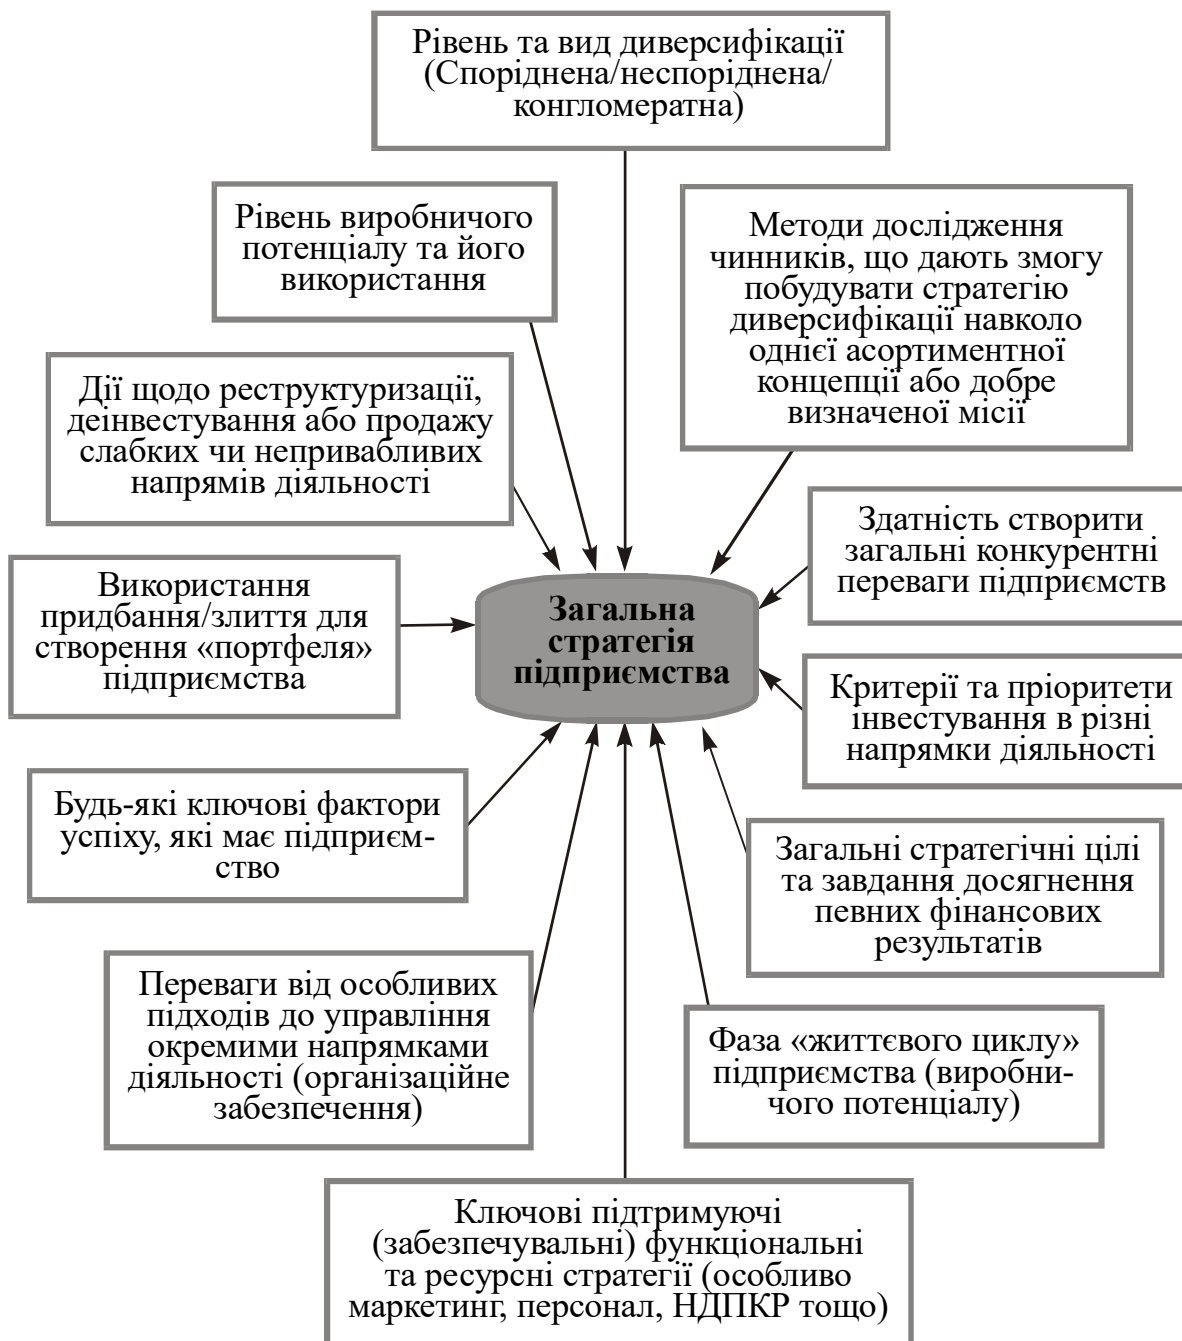 Рівень та вид диверсифікації
(Споріднена/неспоріднена/
конгломератна)
Рівень виробничого
потенціалу та його
використання
Методи дослідження
чинників, що дають змогу
побудувати стратегію
диверсифікації навколо
однієї асортиментної
концепції або добре
визначеної місії
Дії щодо реструктуризації,
деінвестування або продажу
слабких чи непривабливих
напрямів діяльності
Здатність створити
загальні конкурентні
переваги підприємств
Використання
придбання/злиття для
створення «портфеля»
підприємства
Загальна
стратегія
підприємства
Критерії та пріоритети
інвестування в різні
напрямки діяльності
Будь-які ключові фактори
успіху, які має підприєм-
ство
Загальні стратегічні цілі
та завдання досягнення
певних фінансових
результатів
Переваги від особливих
підходів до управління
окремими напрямками
діяльності (організаційне
забезпечення)
Фаза «життєвого циклу»
підприємства (виробни-
чого потенціалу)
Ключові підтримуючі
(забезпечувальні) функціональні
та ресурсні стратегії (особливо
маркетинг, персонал, НДПКР тощо)